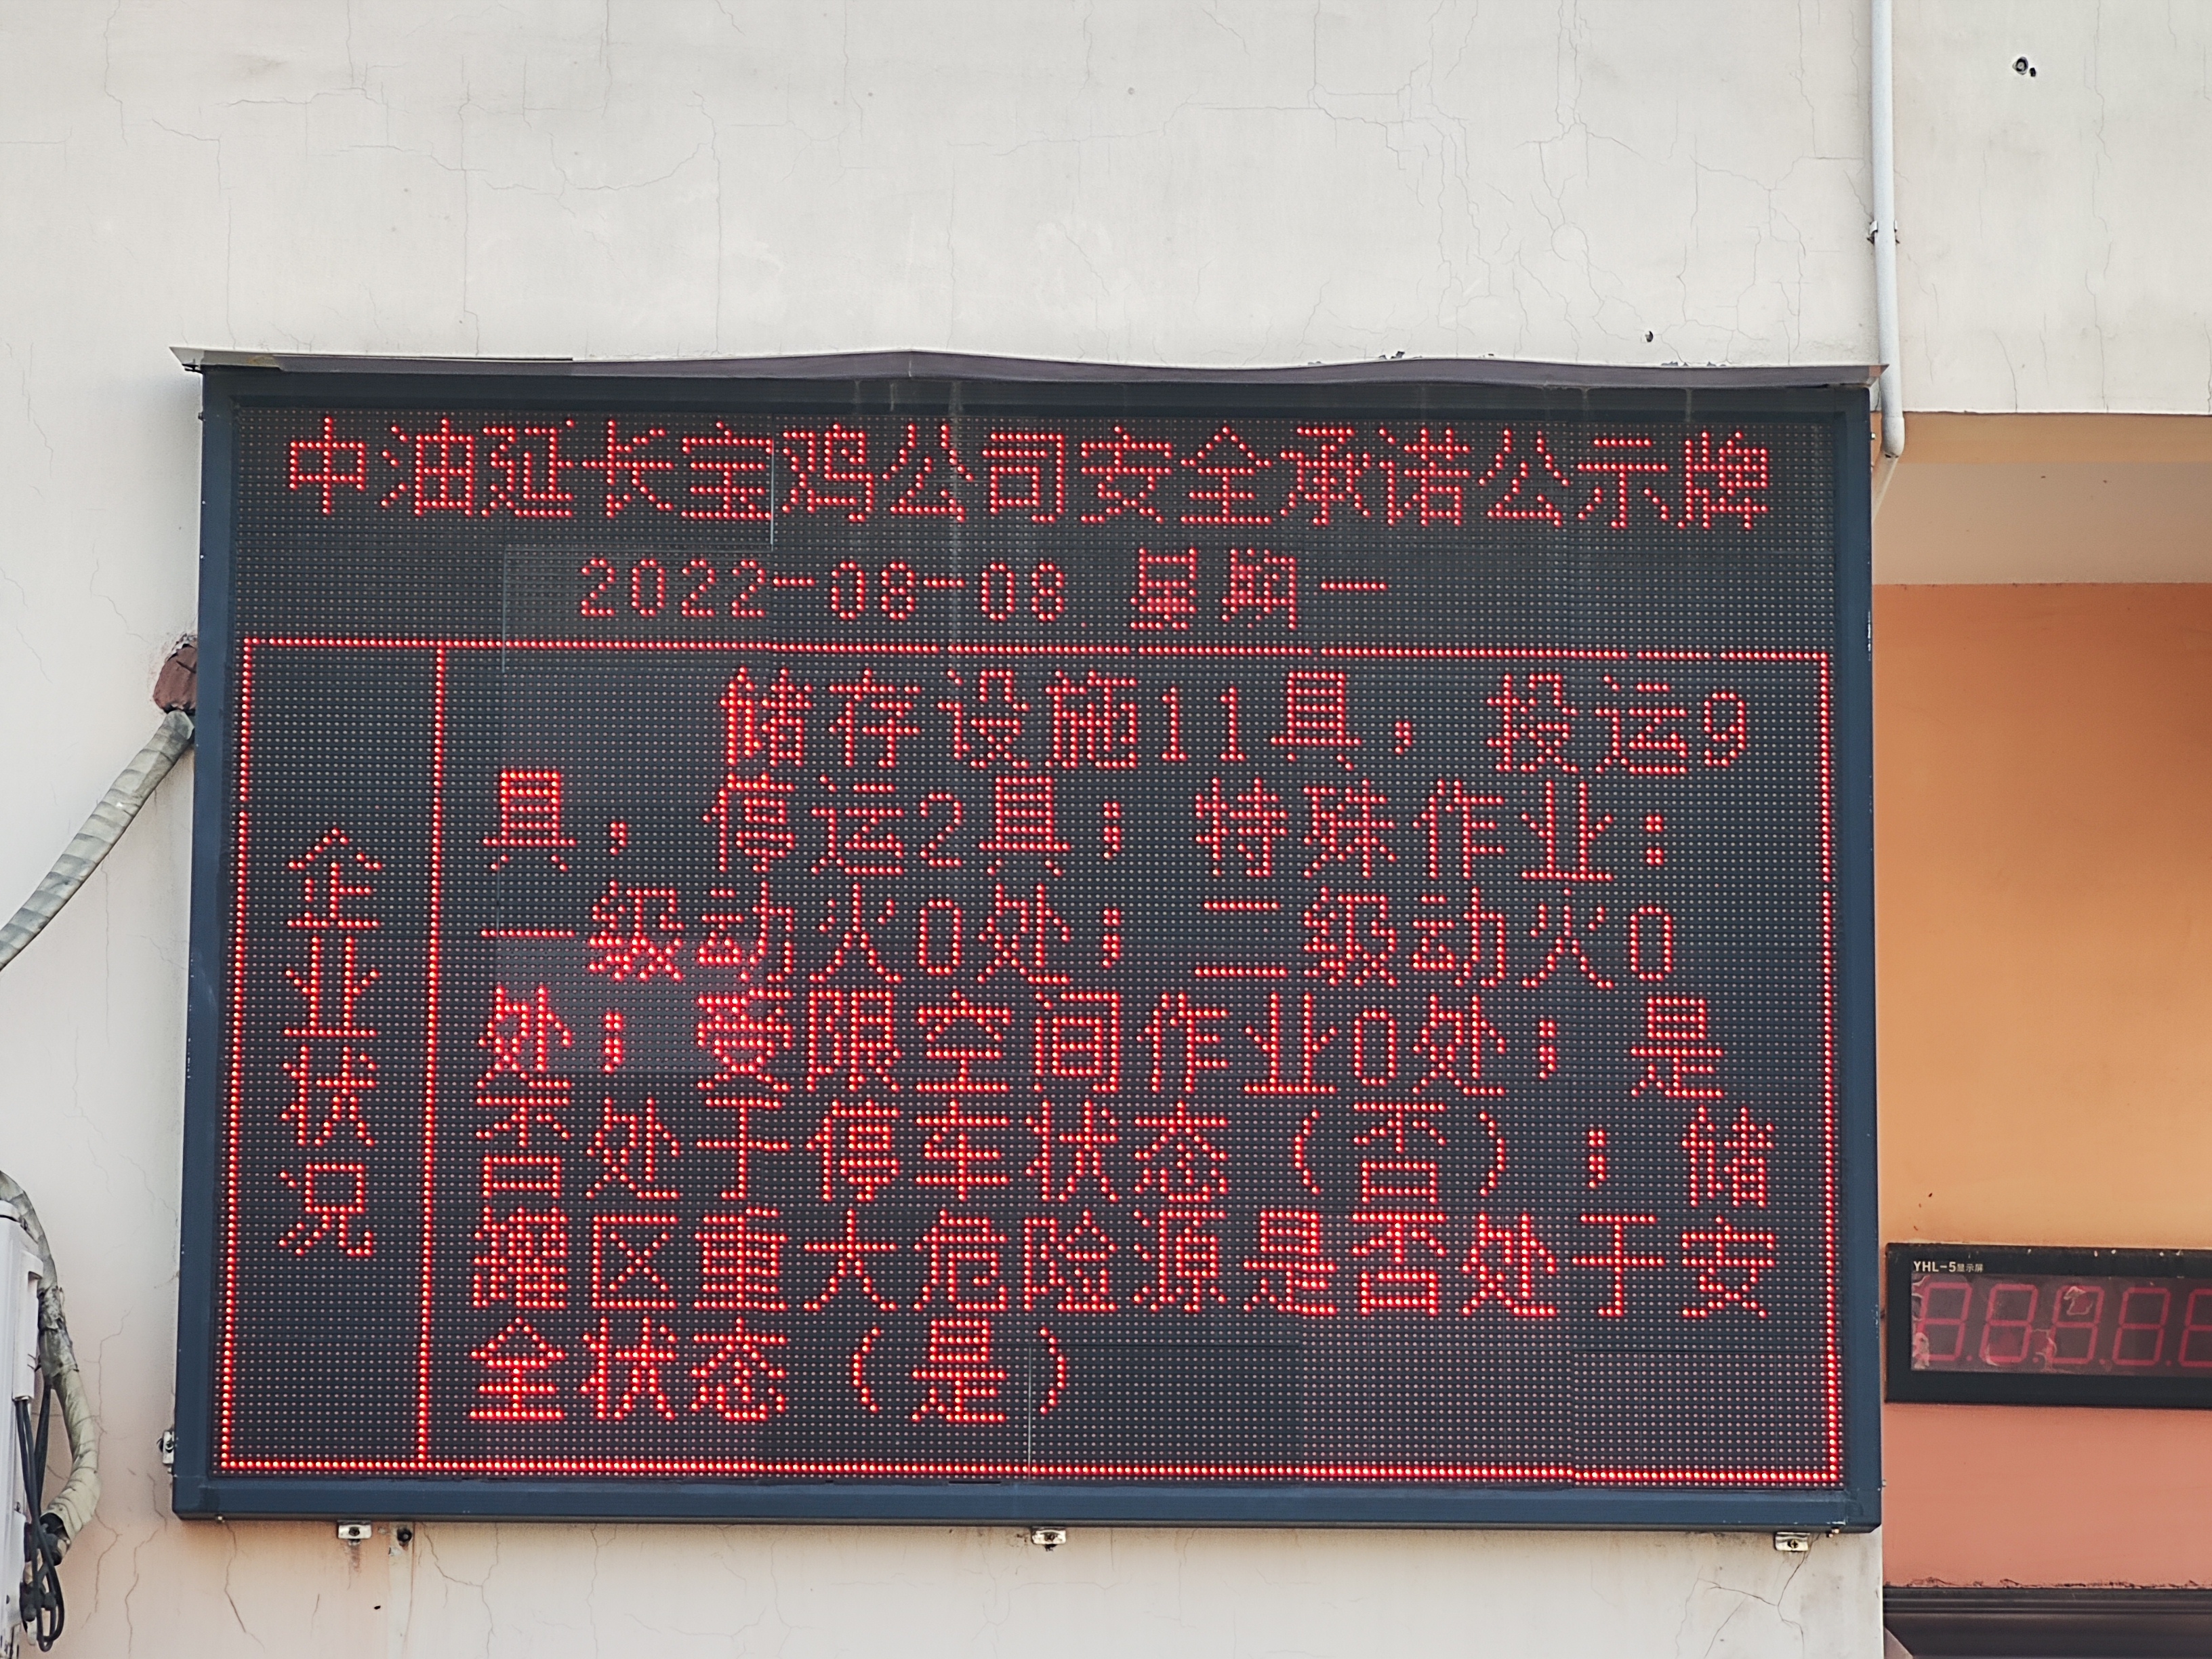 中油延长宝鸡公司安全承诺公示牌
2022-08-08 星期一
企业状况
储存设施11具，投运9
具，停运2具；特殊作业：
一级动火0处；二级动火0
处；受限空间作业0处；是
否处于停车状态（否）；储
罐区重大危险源是否处于安
全状态（是）
YHL-5显示屏